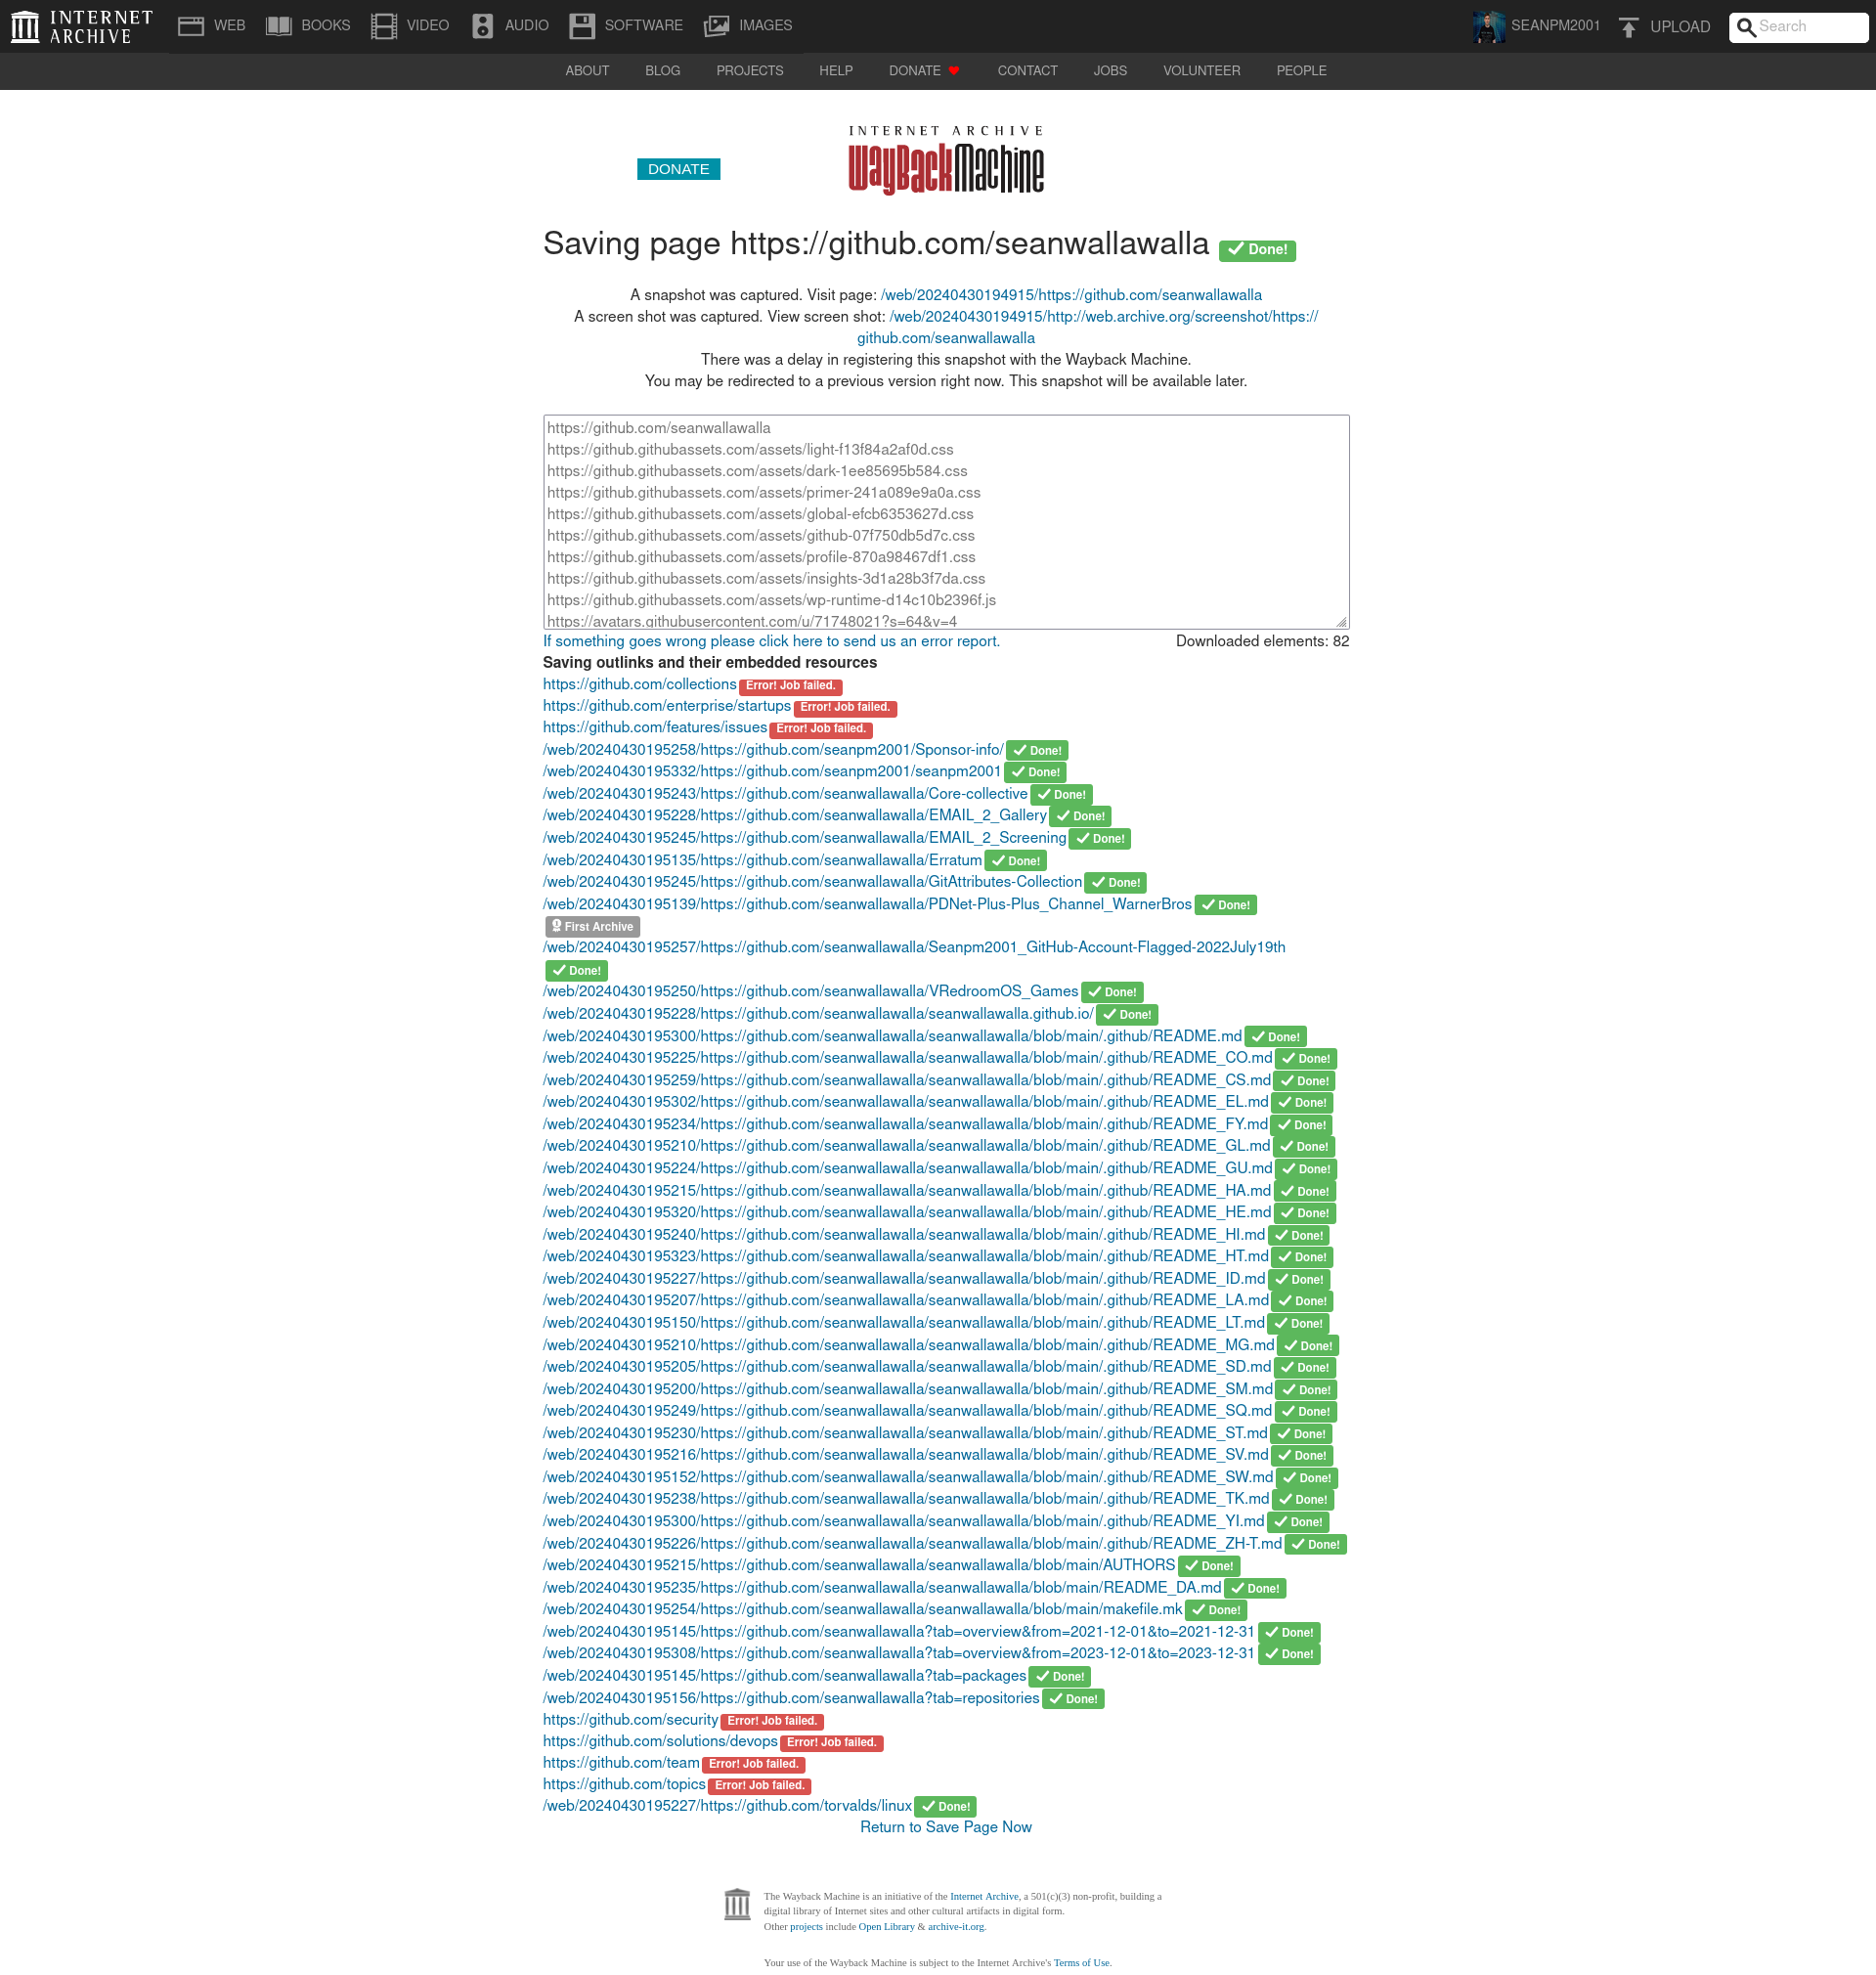 INTERNET ARCHIVE
WEB BOOKS VIDEO AUDIO SOFTWARE IMAGES SEANPM2001 UPLOAD Search
ABOUT BLOG PROJECTS HELP DONATE CONTACT JOBS VOLUNTEER PEOPLE
INTERNET ARCHIVE
WayBackMachine
DONATE
Saving page https://github.com/seanwallawalla Done!
A snapshot was captured. Visit page: /web/20240430194915/https://github.com/seanwallawalla
A screen shot was captured. View screen shot: /web/20240430194915/http://web.archive.org/screenshot/https://
github.com/seanwallawalla
There was a delay in registering this snapshot with the Wayback Machine.
You may be redirected to a previous version right now. This snapshot will be available later.
https://github.com/seanwallawalla
https://github.githubassets.com/assets/light-f13f84a2af0d.css
https://github.githubassets.com/assets/dark-1ee85695b584.css
https://github.githubassets.com/assets/primer-241a089e9a0a.css
https://github.githubassets.com/assets/global-efcb6353627d.css
https://github.githubassets.com/assets/github-07f750db5d7c.css
https://github.githubassets.com/assets/profile-870a98467df1.css
https://github.githubassets.com/assets/insights-3d1a28b3f7da.css
https://github.githubassets.com/assets/wp-runtime-d14c10b2396f.js
https://avatars.githubusercontent.com/u/71748021?s=64&v=4
If something goes wrong please click here to send us an error report. Downloaded elements: 82
Saving outlinks and their embedded resources
https://github.com/collections Error! Job failed.
https://github.com/enterprise/startups Error! Job failed.
https://github.com/features/issues Error! Job failed.
/web/20240430195258/https://github.com/seanpm2001/Sponsor-info/ Done!
/web/20240430195332/https://github.com/seanpm2001/seanpm2001 Done!
/web/20240430195243/https://github.com/seanwallawalla/Core-collective Done!
/web/20240430195228/https://github.com/seanwallawalla/EMAIL_2_Gallery Done!
/web/20240430195245/https://github.com/seanwallawalla/EMAIL_2_Screening Done!
/web/20240430195135/https://github.com/seanwallawalla/Erratum Done!
/web/20240430195245/https://github.com/seanwallawalla/GitAttributes-Collection Done!
/web/20240430195139/https://github.com/seanwallawalla/PDNet-Plus-Plus_Channel_WarnerBros Done!
First Archive
/web/20240430195257/https://github.com/seanwallawalla/Seanpm2001_GitHub-Account-Flagged-2022July19th
Done!
/web/20240430195250/https://github.com/seanwallawalla/VRedroomOS_Games Done!
/web/20240430195228/https://github.com/seanwallawalla/seanwallawalla.github.io/ Done!
/web/20240430195300/https://github.com/seanwallawalla/seanwallawalla/blob/main/.github/README.md Done!
/web/20240430195225/https://github.com/seanwallawalla/seanwallawalla/blob/main/.github/README_CO.md Done!
/web/20240430195259/https://github.com/seanwallawalla/seanwallawalla/blob/main/.github/README_CS.md Done!
/web/20240430195302/https://github.com/seanwallawalla/seanwallawalla/blob/main/.github/README_EL.md Done!
/web/20240430195234/https://github.com/seanwallawalla/seanwallawalla/blob/main/.github/README_FY.md Done!
/web/20240430195210/https://github.com/seanwallawalla/seanwallawalla/blob/main/.github/README_GL.md Done!
/web/20240430195224/https://github.com/seanwallawalla/seanwallawalla/blob/main/.github/README_GU.md Done!
/web/20240430195215/https://github.com/seanwallawalla/seanwallawalla/blob/main/.github/README_HA.md Done!
/web/20240430195320/https://github.com/seanwallawalla/seanwallawalla/blob/main/.github/README_HE.md Done!
/web/20240430195240/https://github.com/seanwallawalla/seanwallawalla/blob/main/.github/README_HI.md Done!
/web/20240430195323/https://github.com/seanwallawalla/seanwallawalla/blob/main/.github/README_HT.md Done!
/web/20240430195227/https://github.com/seanwallawalla/seanwallawalla/blob/main/.github/README_ID.md Done!
/web/20240430195207/https://github.com/seanwallawalla/seanwallawalla/blob/main/.github/README_LA.md Done!
/web/20240430195150/https://github.com/seanwallawalla/seanwallawalla/blob/main/.github/README_LT.md Done!
/web/20240430195210/https://github.com/seanwallawalla/seanwallawalla/blob/main/.github/README_MG.md Done!
/web/20240430195205/https://github.com/seanwallawalla/seanwallawalla/blob/main/.github/README_SD.md Done!
/web/20240430195200/https://github.com/seanwallawalla/seanwallawalla/blob/main/.github/README_SM.md Done!
/web/20240430195249/https://github.com/seanwallawalla/seanwallawalla/blob/main/.github/README_SQ.md Done!
/web/20240430195230/https://github.com/seanwallawalla/seanwallawalla/blob/main/.github/README_ST.md Done!
/web/20240430195216/https://github.com/seanwallawalla/seanwallawalla/blob/main/.github/README_SV.md Done!
/web/20240430195152/https://github.com/seanwallawalla/seanwallawalla/blob/main/.github/README_SW.md Done!
/web/20240430195238/https://github.com/seanwallawalla/seanwallawalla/blob/main/.github/README_TK.md Done!
/web/20240430195300/https://github.com/seanwallawalla/seanwallawalla/blob/main/.github/README_YI.md Done!
/web/20240430195226/https://github.com/seanwallawalla/seanwallawalla/blob/main/.github/README_ZH-T.md Done!
/web/20240430195215/https://github.com/seanwallawalla/seanwallawalla/blob/main/AUTHORS Done!
/web/20240430195235/https://github.com/seanwallawalla/seanwallawalla/blob/main/README_DA.md Done!
/web/20240430195254/https://github.com/seanwallawalla/seanwallawalla/blob/main/makefile.mk Done!
/web/20240430195145/https://github.com/seanwallawalla?tab=overview&from=2021-12-01&to=2021-12-31 Done!
/web/20240430195308/https://github.com/seanwallawalla?tab=overview&from=2023-12-01&to=2023-12-31 Done!
/web/20240430195145/https://github.com/seanwallawalla?tab=packages Done!
/web/20240430195156/https://github.com/seanwallawalla?tab=repositories Done!
https://github.com/security Error! Job failed.
https://github.com/solutions/devops Error! Job failed.
https://github.com/team Error! Job failed.
https://github.com/topics Error! Job failed.
/web/20240430195227/https://github.com/torvalds/linux Done!
Return to Save Page Now
The Wayback Machine is an initiative of the Internet Archive, a 501(c)(3) non-profit, building a
digital library of Internet sites and other cultural artifacts in digital form.
Other projects include Open Library & archive-it.org.
Your use of the Wayback Machine is subject to the Internet Archive's Terms of Use.